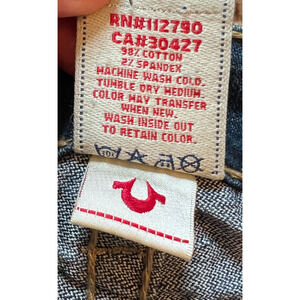 RN#112790
CA#30427
98% COTTON
2% SPANDEX
MACHINE WASH COLD.
TUMBLE DRY MEDIUM.
COLOR MAY TRANSFER
WHEN NEW.
WASH INSIDE OUT
TO RETAIN COLOR.